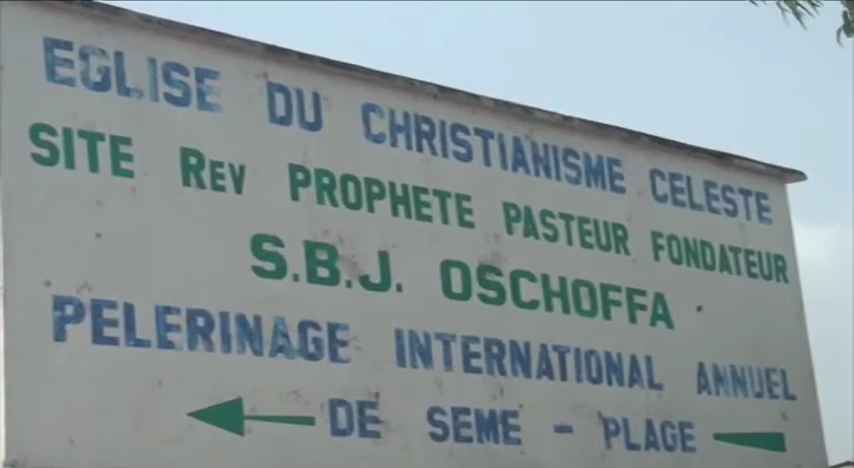 EGLISE DU CHRISTIANISME CELESTE
SITE REV PROPHETE PASTEUR FONDATEUR
S.B.J. OSCHOFFA
PELERINAGE INTERNATIONAL ANNUEL
DE SEME - PLAGE